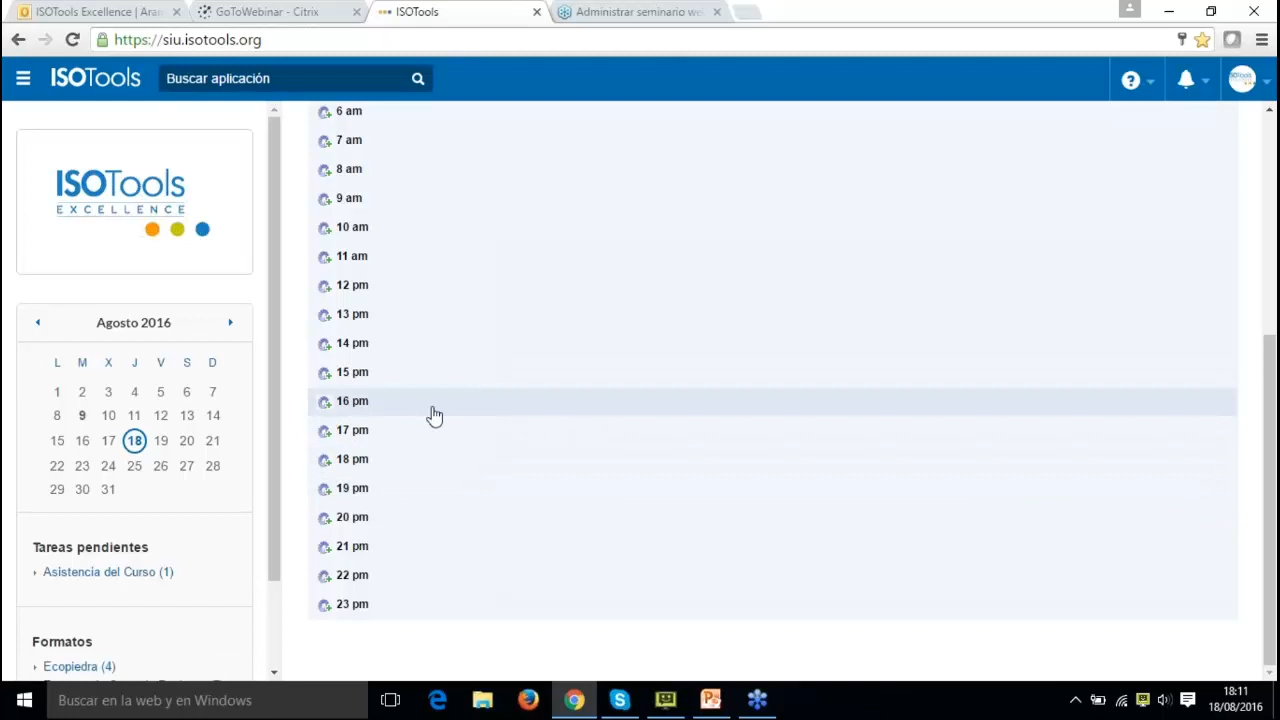 ISOTools Excellence | Aran
GoToWebinar - Citrix
ISOTools
Administrar seminario we
https://siu.isotools.org
ISOTools
Buscar aplicación
ISOTools
EXCELLENCE
Agosto 2016
L M X J V S D
1 2 3 4 5 6 7
8 9 10 11 12 13 14
15 16 17 18 19 20 21
22 23 24 25 26 27 28
29 30 31
Tareas pendientes
Asistencia del Curso (1)
Formatos
Ecopiedra (4)
6 am
7 am
8 am
9 am
10 am
11 am
12 pm
13 pm
14 pm
15 pm
16 pm
17 pm
18 pm
19 pm
20 pm
21 pm
22 pm
23 pm
Buscar en la web y en Windows
18:11
18/08/2016